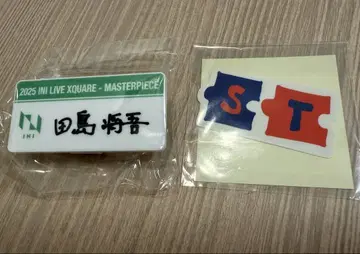 2025 INI LIVE XQUARE - MASTERPIECE
INI
田島将吾
S T